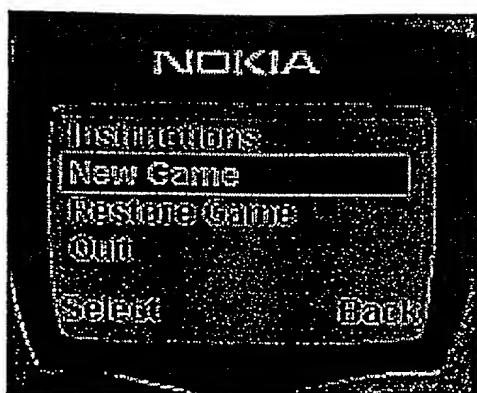 NOKIA
Instructions
New Game
Restore Game
Quit
Select Back